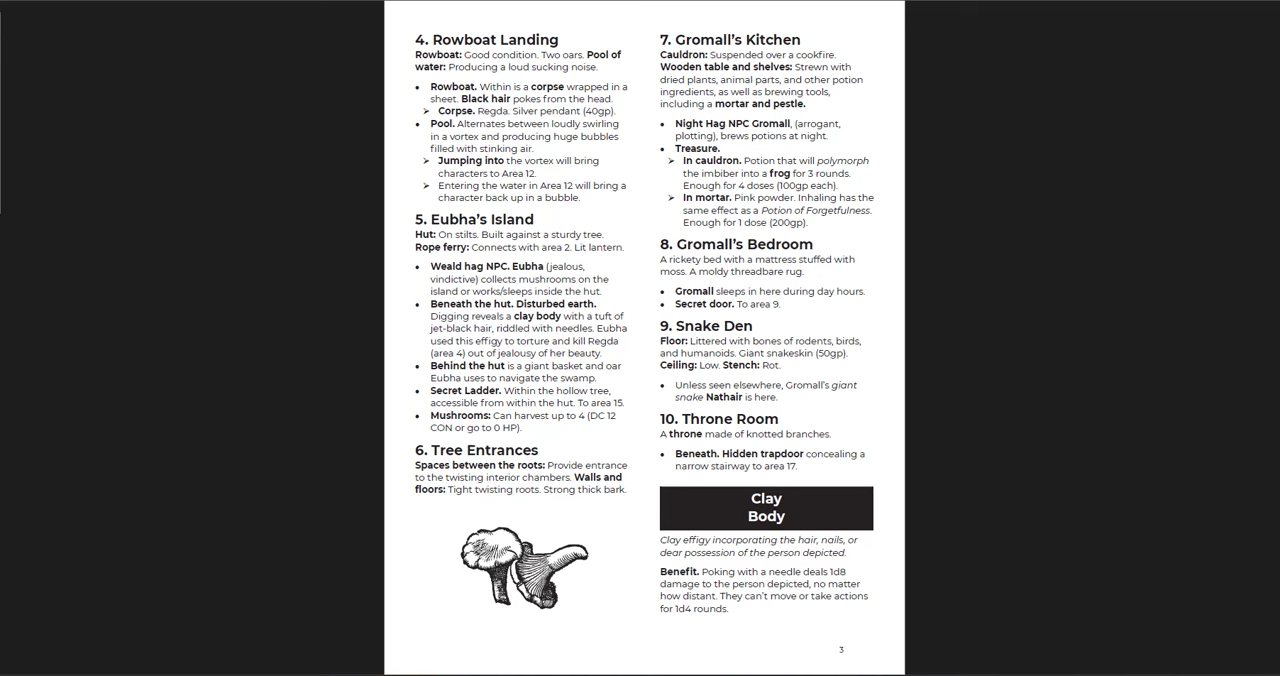 4. Rowboat Landing
Rowboat: Good condition. Two oars. Pool of
water: Producing a loud sucking noise.
• Rowboat. Within is a corpse wrapped in a
sheet. Black hair pokes from the head.
➢ Corpse. Regda. Silver pendant (40gp).
• Pool. Alternates between loudly swirling
in a vortex and producing huge bubbles
filled with stinking air.
➢ Jumping into the vortex will bring
characters to Area 12.
➢ Entering the water in Area 12 will bring a
character back up in a bubble.
5. Eubha’s Island
Hut: On stilts. Built against a sturdy tree.
Rope ferry: Connects with area 2. Lit lantern.
• Weald hag NPC. Eubha (jealous,
vindictive) collects mushrooms on the
island or works/sleeps inside the hut.
• Beneath the hut. Disturbed earth.
Digging reveals a clay body with a tuft of
jet-black hair, riddled with needles. Eubha
used this effigy to torture and kill Regda
(area 4) out of jealousy of her beauty.
• Behind the hut is a giant basket and oar
Eubha uses to navigate the swamp.
• Secret Ladder. Within the hollow tree,
accessible from within the hut. To area 15.
• Mushrooms: Can harvest up to 4 (DC 12
CON or go to 0 HP).
6. Tree Entrances
Spaces between the roots: Provide entrance
to the twisting interior chambers. Walls and
floors: Tight twisting roots. Strong thick bark.
7. Gromall’s Kitchen
Cauldron: Suspended over a cookfire.
Wooden table and shelves: Strewn with
dried plants, animal parts, and other potion
ingredients, as well as brewing tools,
including a mortar and pestle.
• Night Hag NPC Gromall, (arrogant,
plotting), brews potions at night.
• Treasure.
➢ In cauldron. Potion that will polymorph
the imbiber into a frog for 3 rounds.
Enough for 4 doses (100gp each).
➢ In mortar. Pink powder. Inhaling has the
same effect as a Potion of Forgetfulness.
Enough for 1 dose (200gp).
8. Gromall’s Bedroom
A rickety bed with a mattress stuffed with
moss. A moldy threadbare rug.
• Gromall sleeps in here during day hours.
• Secret door. To area 9.
9. Snake Den
Floor: Littered with bones of rodents, birds,
and humanoids. Giant snakeskin (50gp).
Ceiling: Low. Stench: Rot.
• Unless seen elsewhere, Gromall’s giant
snake Nathair is here.
10. Throne Room
A throne made of knotted branches.
• Beneath. Hidden trapdoor concealing a
narrow stairway to area 17.
Clay
Body
Clay effigy incorporating the hair, nails, or
dear possession of the person depicted.
Benefit. Poking with a needle deals 1d8
damage to the person depicted, no matter
how distant. They can’t move or take actions
for 1d4 rounds.
3